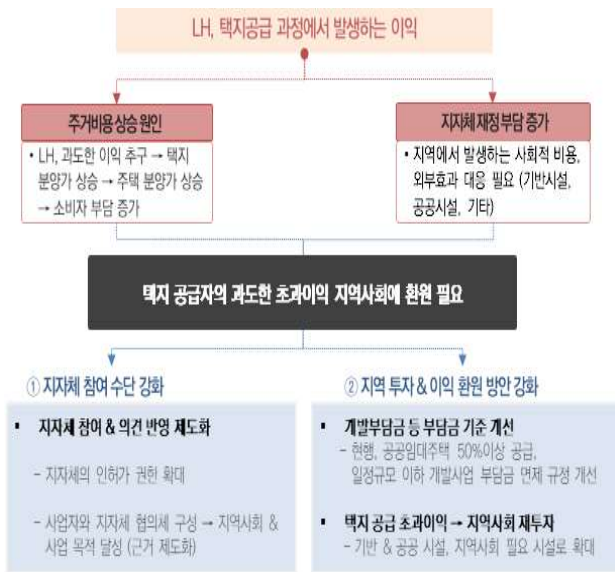 LH, 택지공급 과정에서 발생하는 이익
주거비용 상승 원인
• LH, 과도한 이익 추구 → 택지
분양가 상승 → 주택 분양가 상승
→ 소비자 부담 증가
지자체 재정 부담 증가
• 지역에서 발생하는 사회적 비용,
외부효과 대응 필요 (기반시설,
공공시설, 기타)
택지 공급자의 과도한 초과이익 지역사회에 환원 필요
① 지자체 참여 수단 강화
▪ 지자체 참여 & 의견 반영 제도화
– 지자체의 인허가 권한 확대
– 사업자와 지자체 협의체 구성 → 지역사회 &
사업 목적 달성 (근거 제도화)
② 지역 투자 & 이익 환원 방안 강화
▪ 개발부담금 등 부담금 기준 개선
– 현행, 공공임대주택 50%이상 공급,
일정규모 이하 개발사업 부담금 면제 규정 개선
▪ 택지 공급 초과이익 → 지역사회 재투자
– 기반 & 공공 시설, 지역사회 필요 시설로 확대